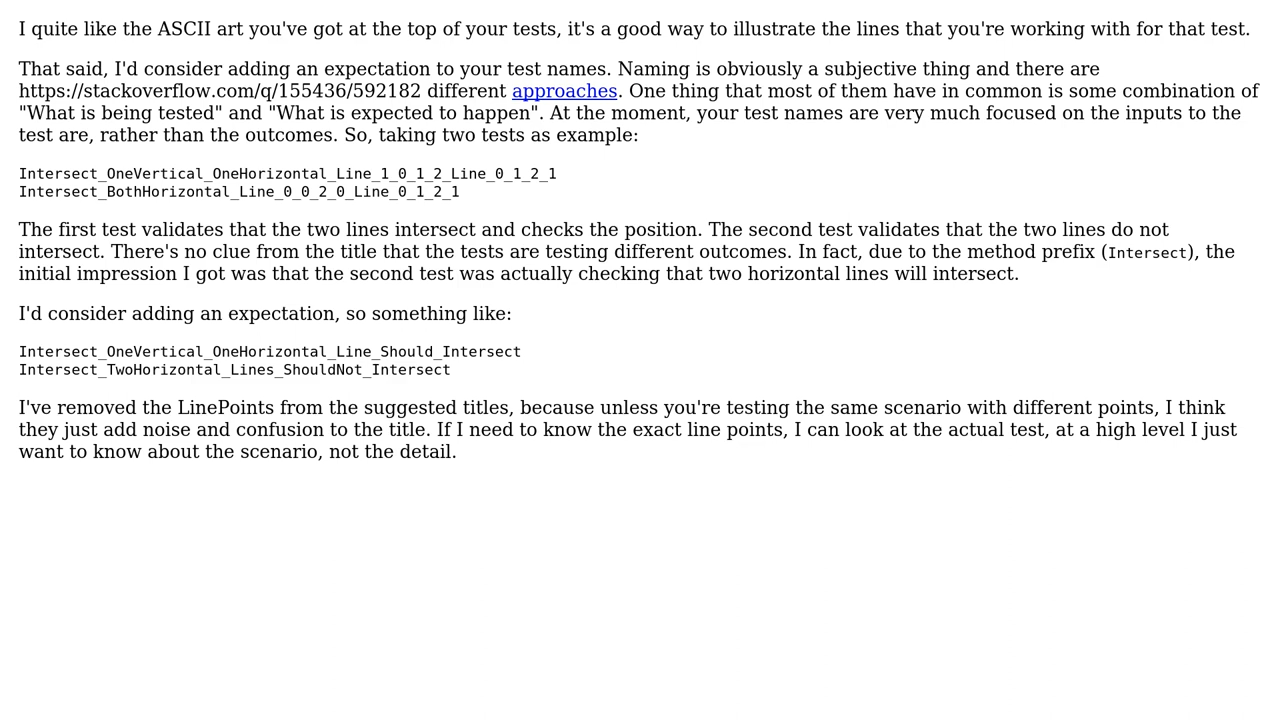 I quite like the ASCII art you've got at the top of your tests, it's a good way to illustrate the lines that you're working with for that test.
That said, I'd consider adding an expectation to your test names. Naming is obviously a subjective thing and there are
https://stackoverflow.com/q/155436/592182 different approaches. One thing that most of them have in common is some combination of
"What is being tested" and "What is expected to happen". At the moment, your test names are very much focused on the inputs to the
test are, rather than the outcomes. So, taking two tests as example:
Intersect_OneVertical_OneHorizontal_Line_1_0_1_2_Line_0_1_2_1
Intersect_BothHorizontal_Line_0_0_2_0_Line_0_1_2_1
The first test validates that the two lines intersect and checks the position. The second test validates that the two lines do not
intersect. There's no clue from the title that the tests are testing different outcomes. In fact, due to the method prefix (Intersect), the
initial impression I got was that the second test was actually checking that two horizontal lines will intersect.
I'd consider adding an expectation, so something like:
Intersect_OneVertical_OneHorizontal_Line_Should_Intersect
Intersect_TwoHorizontal_Lines_ShouldNot_Intersect
I've removed the LinePoints from the suggested titles, because unless you're testing the same scenario with different points, I think
they just add noise and confusion to the title. If I need to know the exact line points, I can look at the actual test, at a high level I just
want to know about the scenario, not the detail.